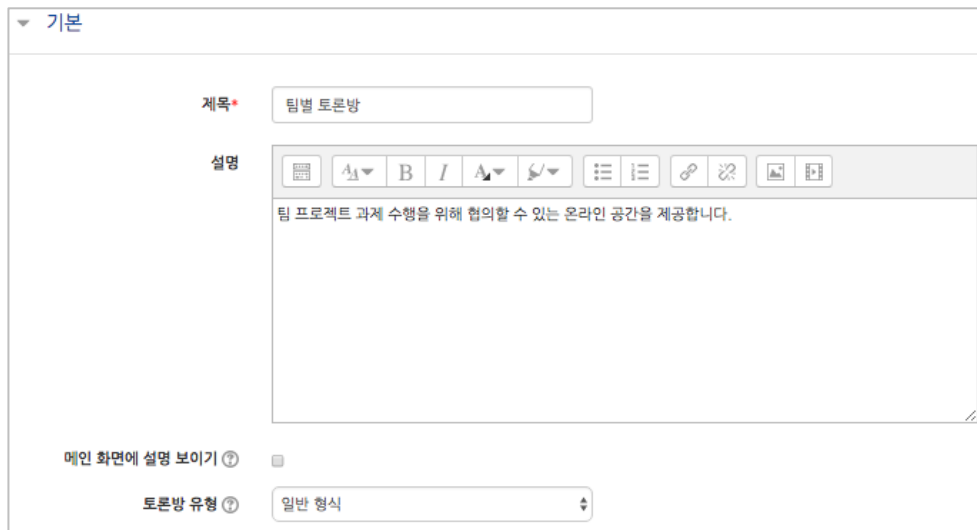 기본
제목*
팀별 토론방
설명
B I
팀 프로젝트 과제 수행을 위해 협의할 수 있는 온라인 공간을 제공합니다.
메인 화면에 설명 보이기
토론방 유형
일반 형식